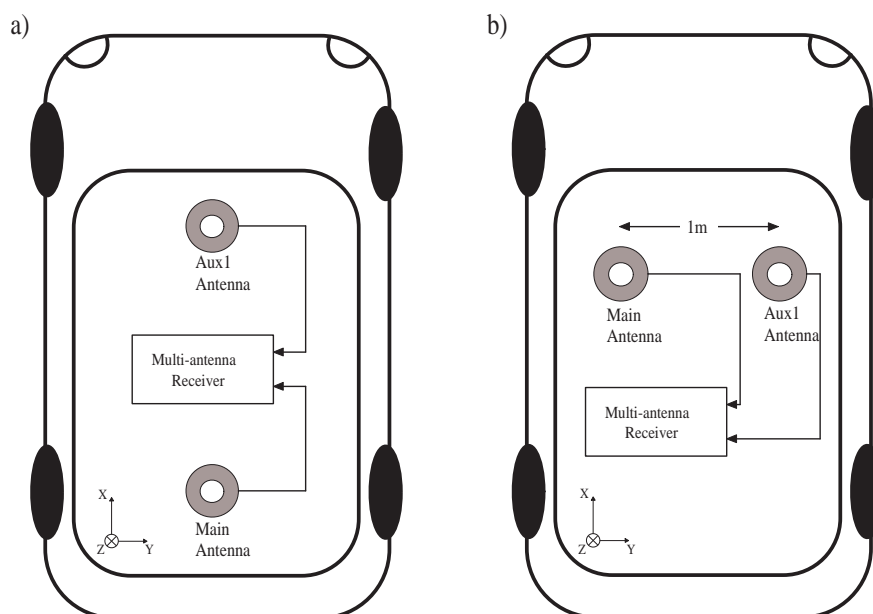 a)
Aux1
Antenna
Multi-antenna
Receiver
X
Z
Y
Main
Antenna
b)
1m
Main
Antenna
Aux1
Antenna
Multi-antenna
Receiver
X
Z
Y